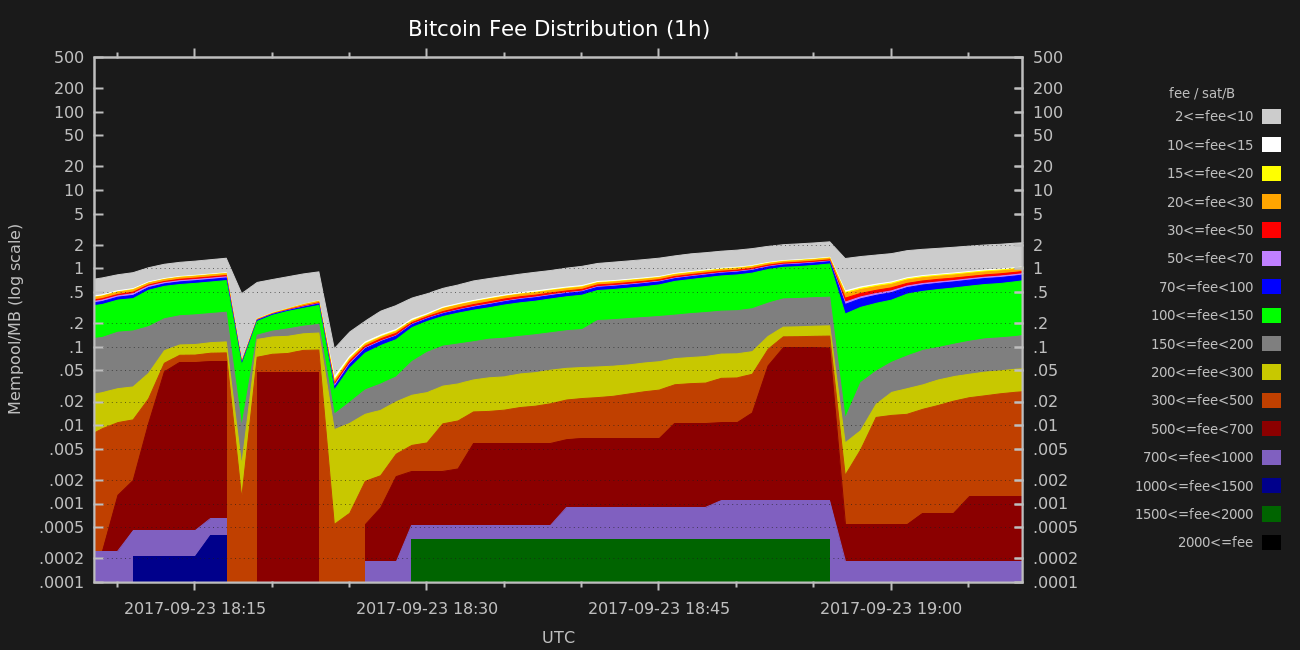 Bitcoin Fee Distribution (1h)
500 500
200 200
100 100
50 50
20 20
10 10
5 5
2 2
1 1
.5 .5
.2 .2
.1 .1
.05 .05
.02 .02
.01 .01
.005 .005
.002 .002
.001 .001
.0005 .0005
.0002 .0002
.0001 .0001
Mempool/MB (log scale)
2017-09-23 18:15 2017-09-23 18:30 2017-09-23 18:45 2017-09-23 19:00
UTC
fee / sat/B
2<=fee<10
10<=fee<15
15<=fee<20
20<=fee<30
30<=fee<50
50<=fee<70
70<=fee<100
100<=fee<150
150<=fee<200
200<=fee<300
300<=fee<500
500<=fee<700
700<=fee<1000
1000<=fee<1500
1500<=fee<2000
2000<=fee